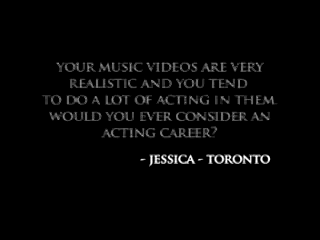 YOUR MUSIC VIDEOS ARE VERY
REALISTIC AND YOU TEND
TO DO A LOT OF ACTING IN THEM.
WOULD YOU EVER CONSIDER AN
ACTING CAREER?
- JESSICA - TORONTO